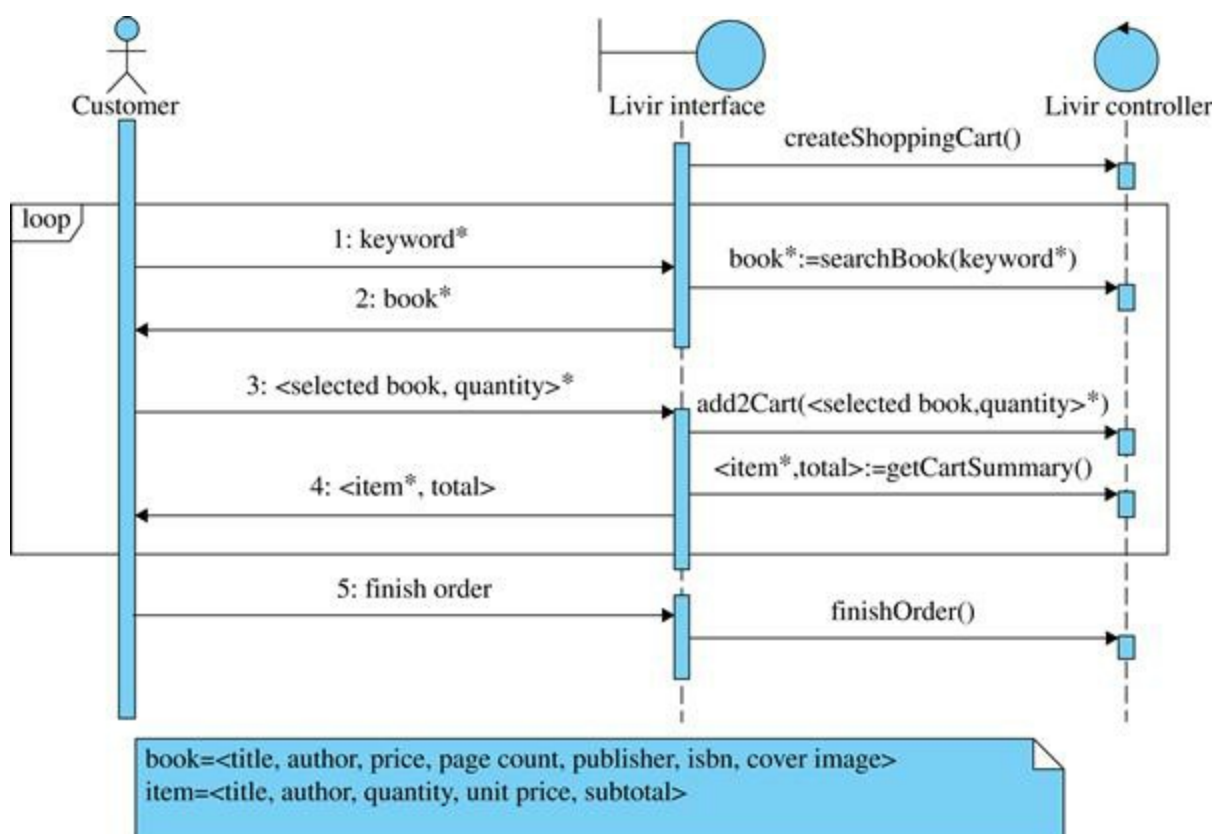 Customer
Livir interface
Livir controller
createShoppingCart()
loop
1: keyword*
book*:=searchBook(keyword*)
2: book*
3: <selected book, quantity>*
add2Cart(<selected book,quantity>*)
<item*,total>:=getCartSummary()
4: <item*, total>
5: finish order
finishOrder()
book=<title, author, price, page count, publisher, isbn, cover image>
item=<title, author, quantity, unit price, subtotal>